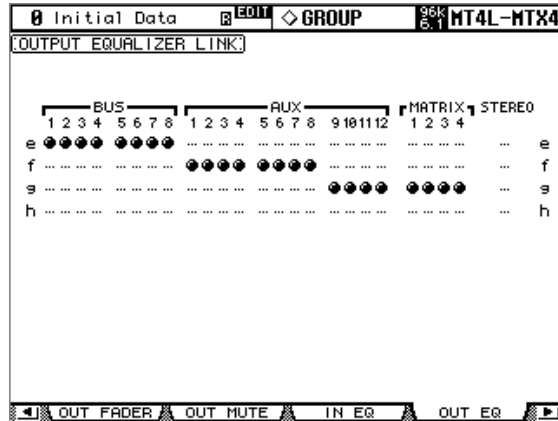 0 Initial Data R EDIT ◇ GROUP 96K 6.1 MT4L-MTX4
OUTPUT EQUALIZER LINK
BUS AUX MATRIX STEREO
1 2 3 4 5 6 7 8 1 2 3 4 5 6 7 8 9 10 11 12 1 2 3 4
e e
f f
g g
h h
OUT FADER OUT MUTE IN EQ OUT EQ